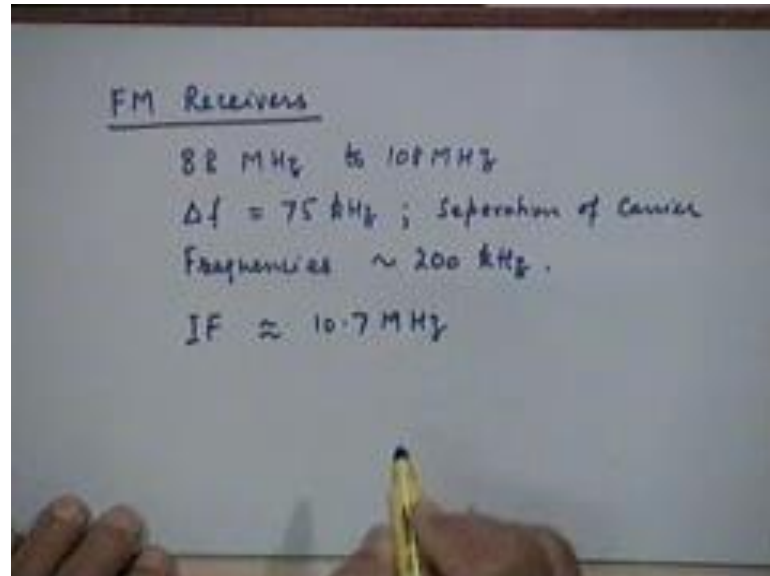 FM Receivers
88 MHz to 108 MHz
Δf = 75 kHz ; Separation of Carrier
Frequencies ~ 200 kHz.
IF ≈ 10.7 MHz